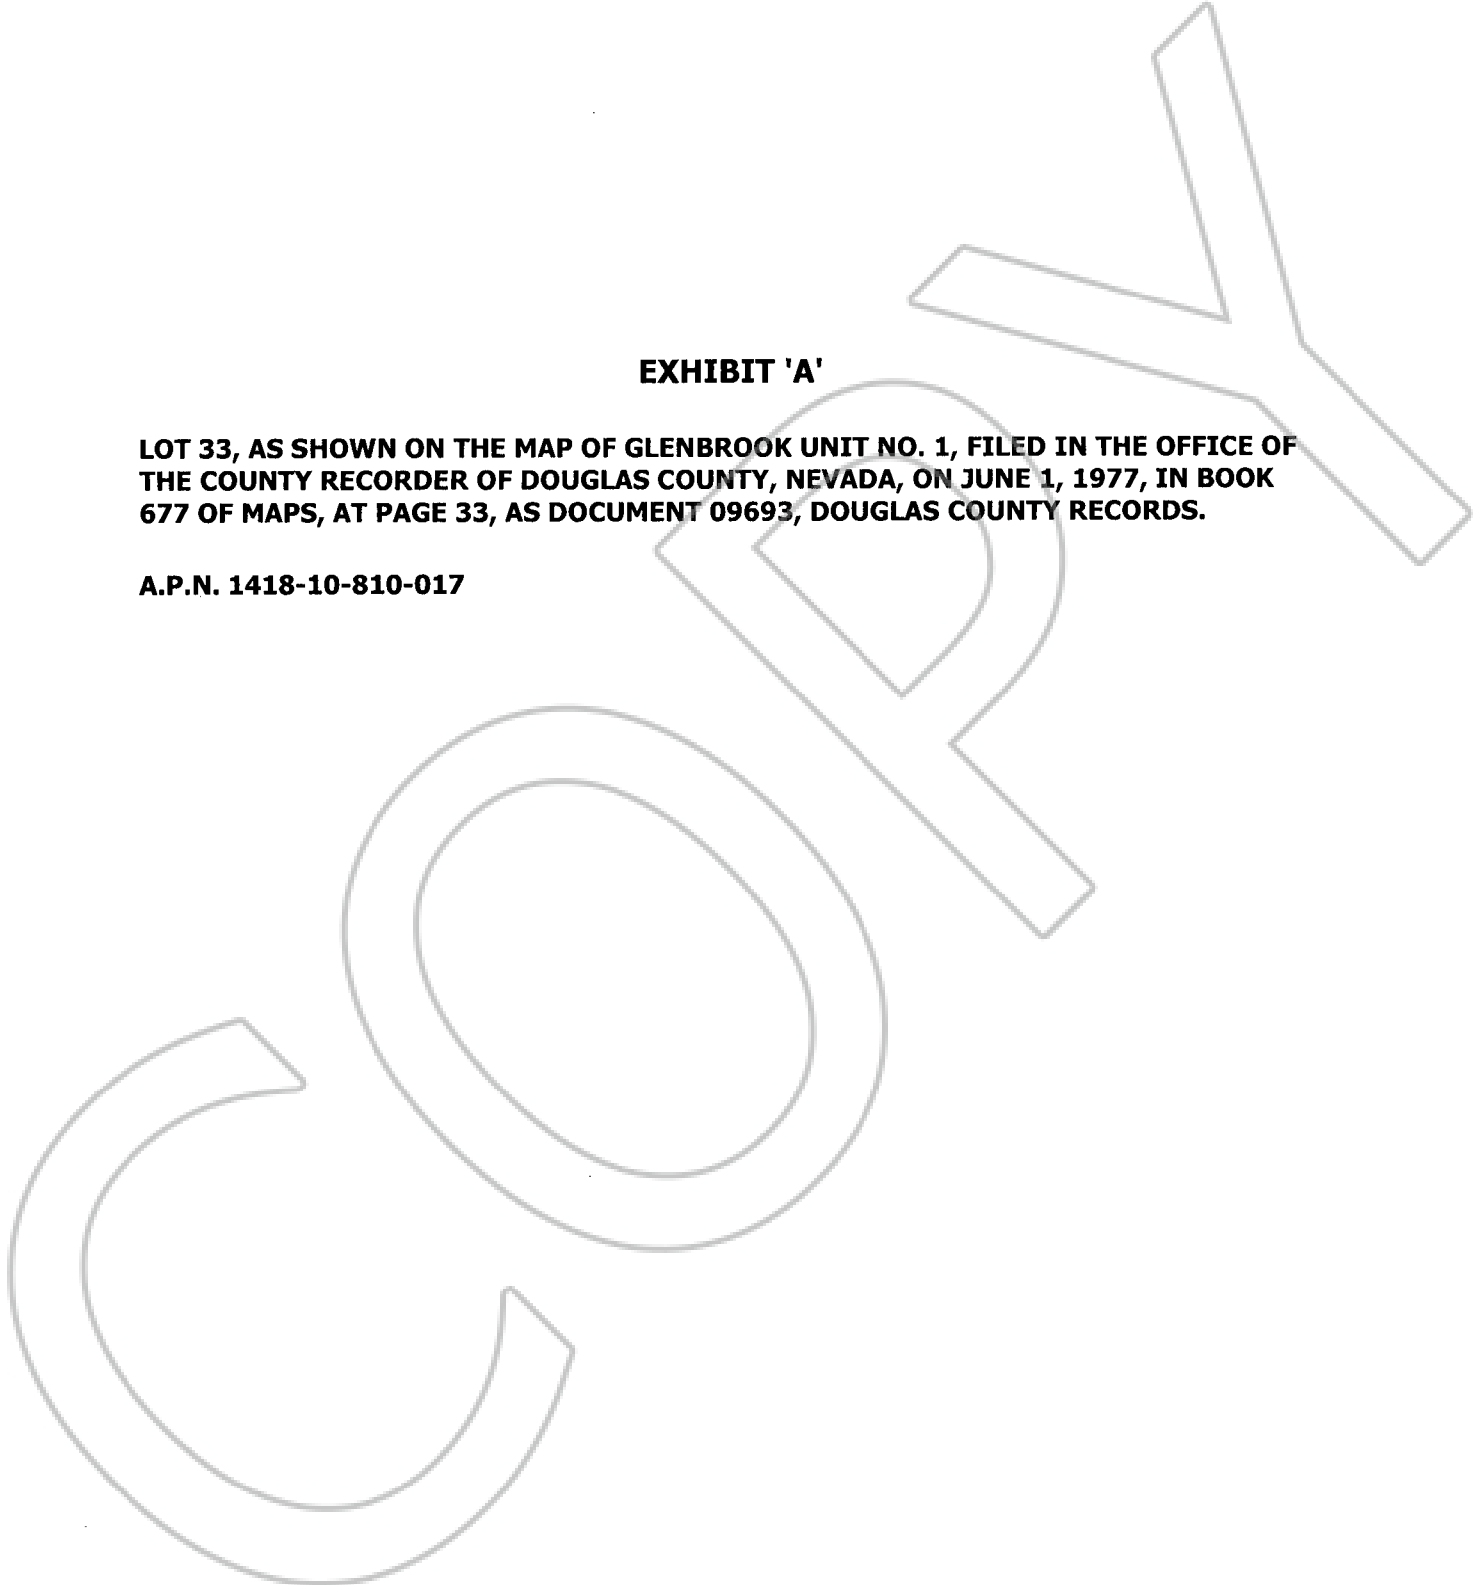 EXHIBIT 'A'
LOT 33, AS SHOWN ON THE MAP OF GLENBROOK UNIT NO. 1, FILED IN THE OFFICE OF
THE COUNTY RECORDER OF DOUGLAS COUNTY, NEVADA, ON JUNE 1, 1977, IN BOOK
677 OF MAPS, AT PAGE 33, AS DOCUMENT 09693, DOUGLAS COUNTY RECORDS.
A.P.N. 1418-10-810-017
COPY